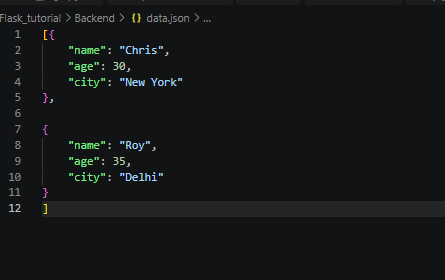 Flask_tutorial > Backend > {} data.json > ...
1 [{
2 "name": "Chris",
3 "age": 30,
4 "city": "New York"
5 },
6
7 {
8 "name": "Roy",
9 "age": 35,
10 "city": "Delhi"
11 }
12 ]